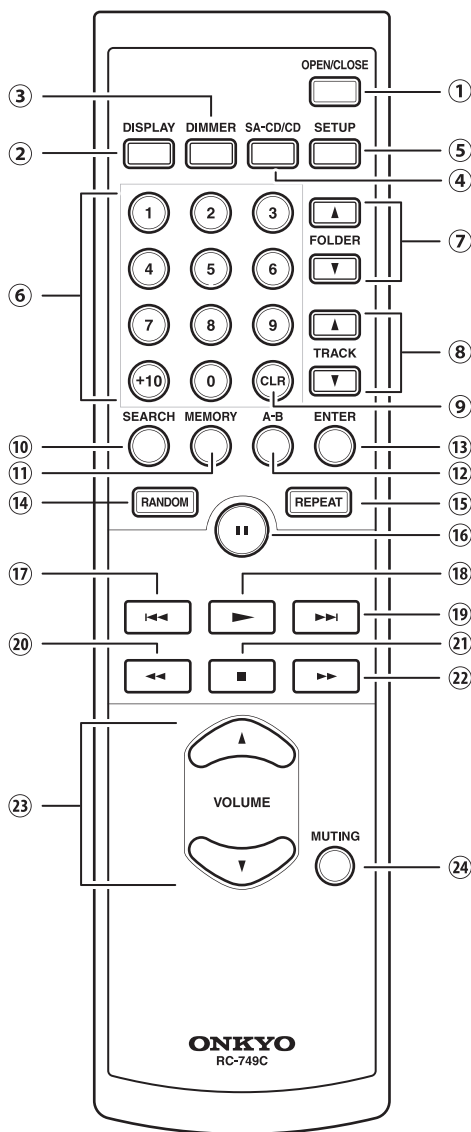 OPEN/CLOSE
①
③
DISPLAY DIMMER SA-CD/CD SETUP
② ⑤
④
1 2 3
⑥ FOLDER ⑦
4 5 6
7 8 9
TRACK ⑧
+10 0 CLR
⑨
SEARCH MEMORY A-B ENTER
⑩ ⑬
⑪ ⑫
⑭ RANDOM REPEAT ⑮
⑯
⑰ ⑱
⑲
⑳ ㉑
㉒
㉓ VOLUME
MUTING
㉔
ONKYO
RC-749C